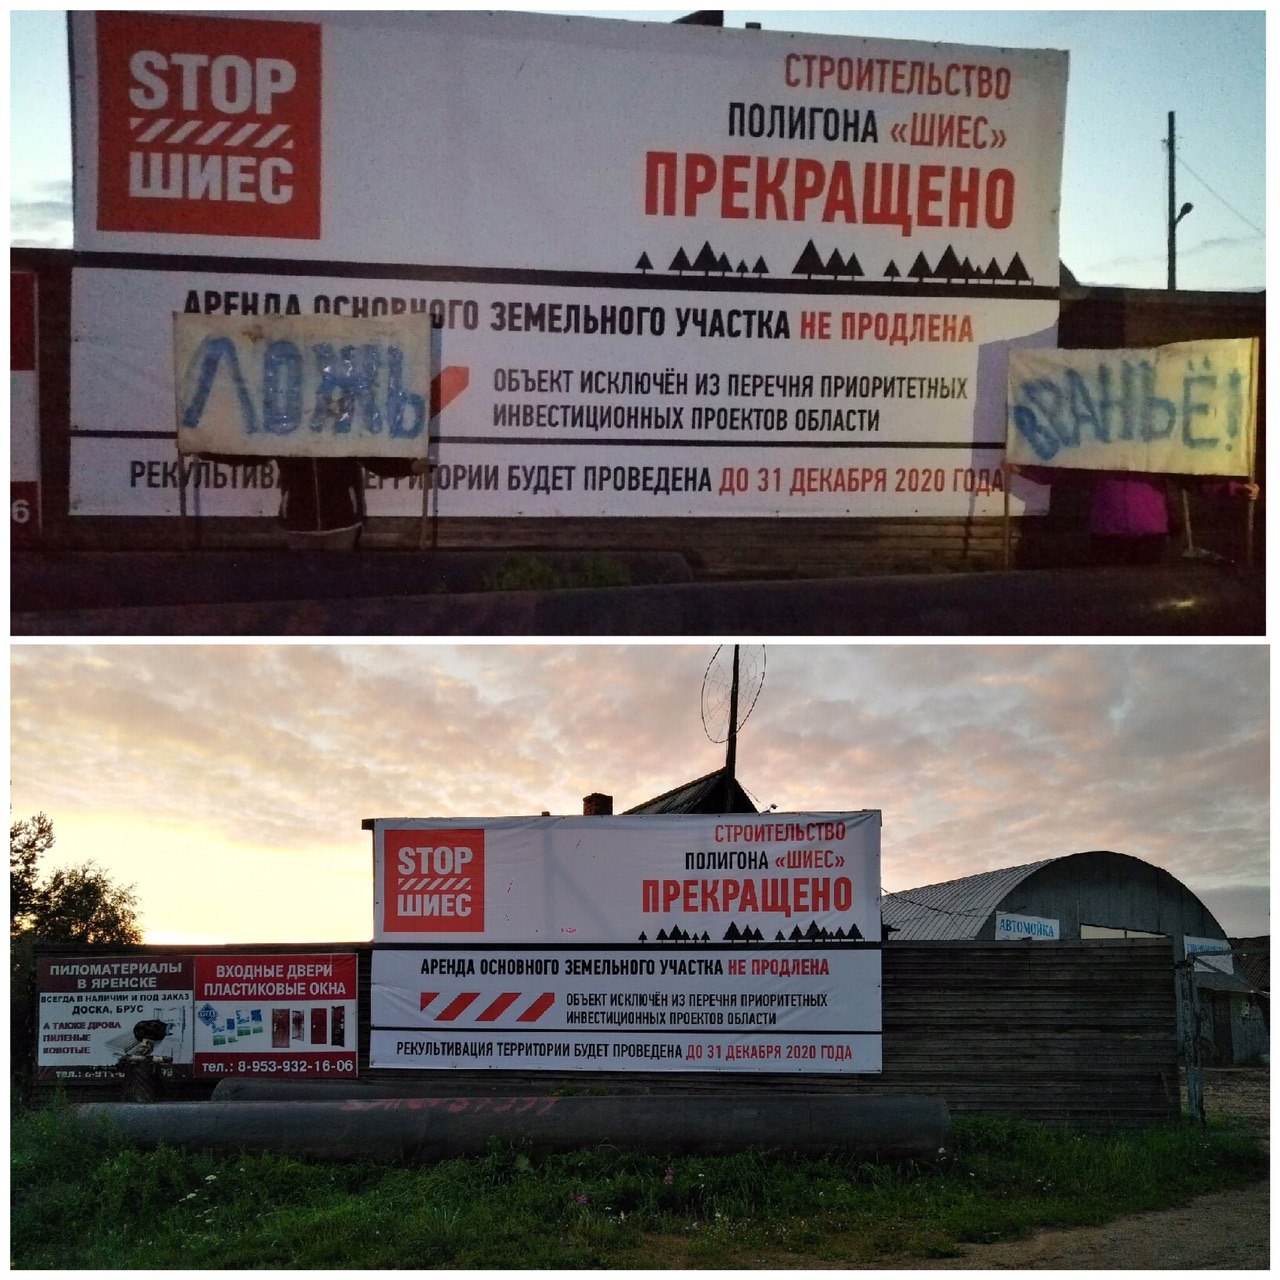 STOP
ШИЕС
СТРОИТЕЛЬСТВО
ПОЛИГОНА «ШИЕС»
ПРЕКРАЩЕНО
АРЕНДА ОСНОВНОГО ЗЕМЕЛЬНОГО УЧАСТКА НЕ ПРОДЛЕНА
ЛОЖЬ
ОБЪЕКТ ИСКЛЮЧЁН ИЗ ПЕРЕЧНЯ ПРИОРИТЕТНЫХ
ИНВЕСТИЦИОННЫХ ПРОЕКТОВ ОБЛАСТИ
ВРАНЬЁ!
РЕКУЛЬТИВАЦИЯ ТЕРРИТОРИИ БУДЕТ ПРОВЕДЕНА ДО 31 ДЕКАБРЯ 2020 ГОДА
6
STOP
ШИЕС
СТРОИТЕЛЬСТВО
ПОЛИГОНА «ШИЕС»
ПРЕКРАЩЕНО
АРЕНДА ОСНОВНОГО ЗЕМЕЛЬНОГО УЧАСТКА НЕ ПРОДЛЕНА
ОБЪЕКТ ИСКЛЮЧЁН ИЗ ПЕРЕЧНЯ ПРИОРИТЕТНЫХ
ИНВЕСТИЦИОННЫХ ПРОЕКТОВ ОБЛАСТИ
РЕКУЛЬТИВАЦИЯ ТЕРРИТОРИИ БУДЕТ ПРОВЕДЕНА ДО 31 ДЕКАБРЯ 2020 ГОДА
ПИЛОМАТЕРИАЛЫ
В ЯРЕНСКЕ
ВСЕГДА В НАЛИЧИИ И ПОД ЗАКАЗ
ДОСКА, БРУС
А ТАКЖЕ ДРОВА
ПИЛЕНЫЕ
КОЛОТЫЕ
тел.:
ВХОДНЫЕ ДВЕРИ
ПЛАСТИКОВЫЕ ОКНА
тел.: 8-953-932-16-06
АВТОМОЙКА